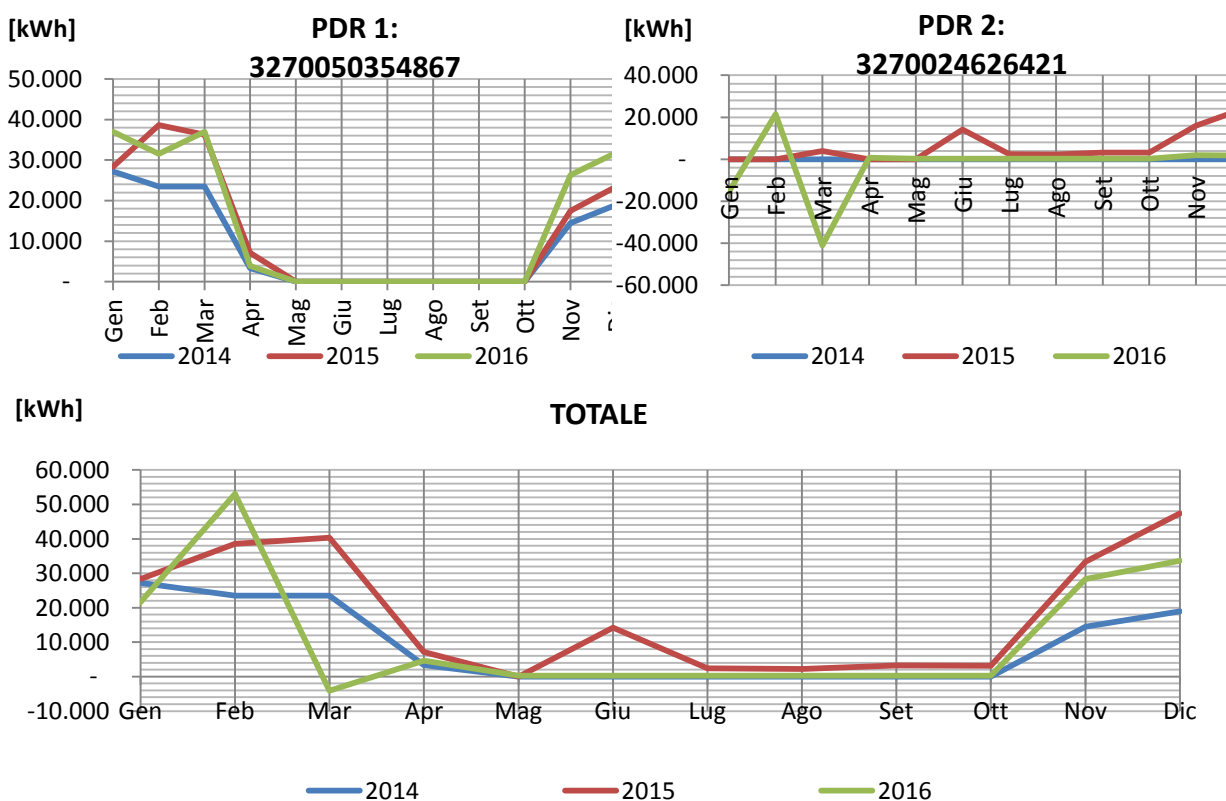 [kWh]
PDR 1:
3270050354867
50.000
40.000
30.000
20.000
10.000
-
Gen
Feb
Mar
Apr
Mag
Giu
Lug
Ago
Set
Ott
Nov
2014
2015
2016
[kWh]
PDR 2:
3270024626421
40.000
20.000
-
-20.000
-40.000
-60.000
Gen
Feb
Mar
Apr
Mag
Giu
Lug
Ago
Set
Ott
Nov
2014
2015
2016
[kWh]
TOTALE
60.000
50.000
40.000
30.000
20.000
10.000
-
-10.000
Gen
Feb
Mar
Apr
Mag
Giu
Lug
Ago
Set
Ott
Nov
Dic
2014
2015
2016